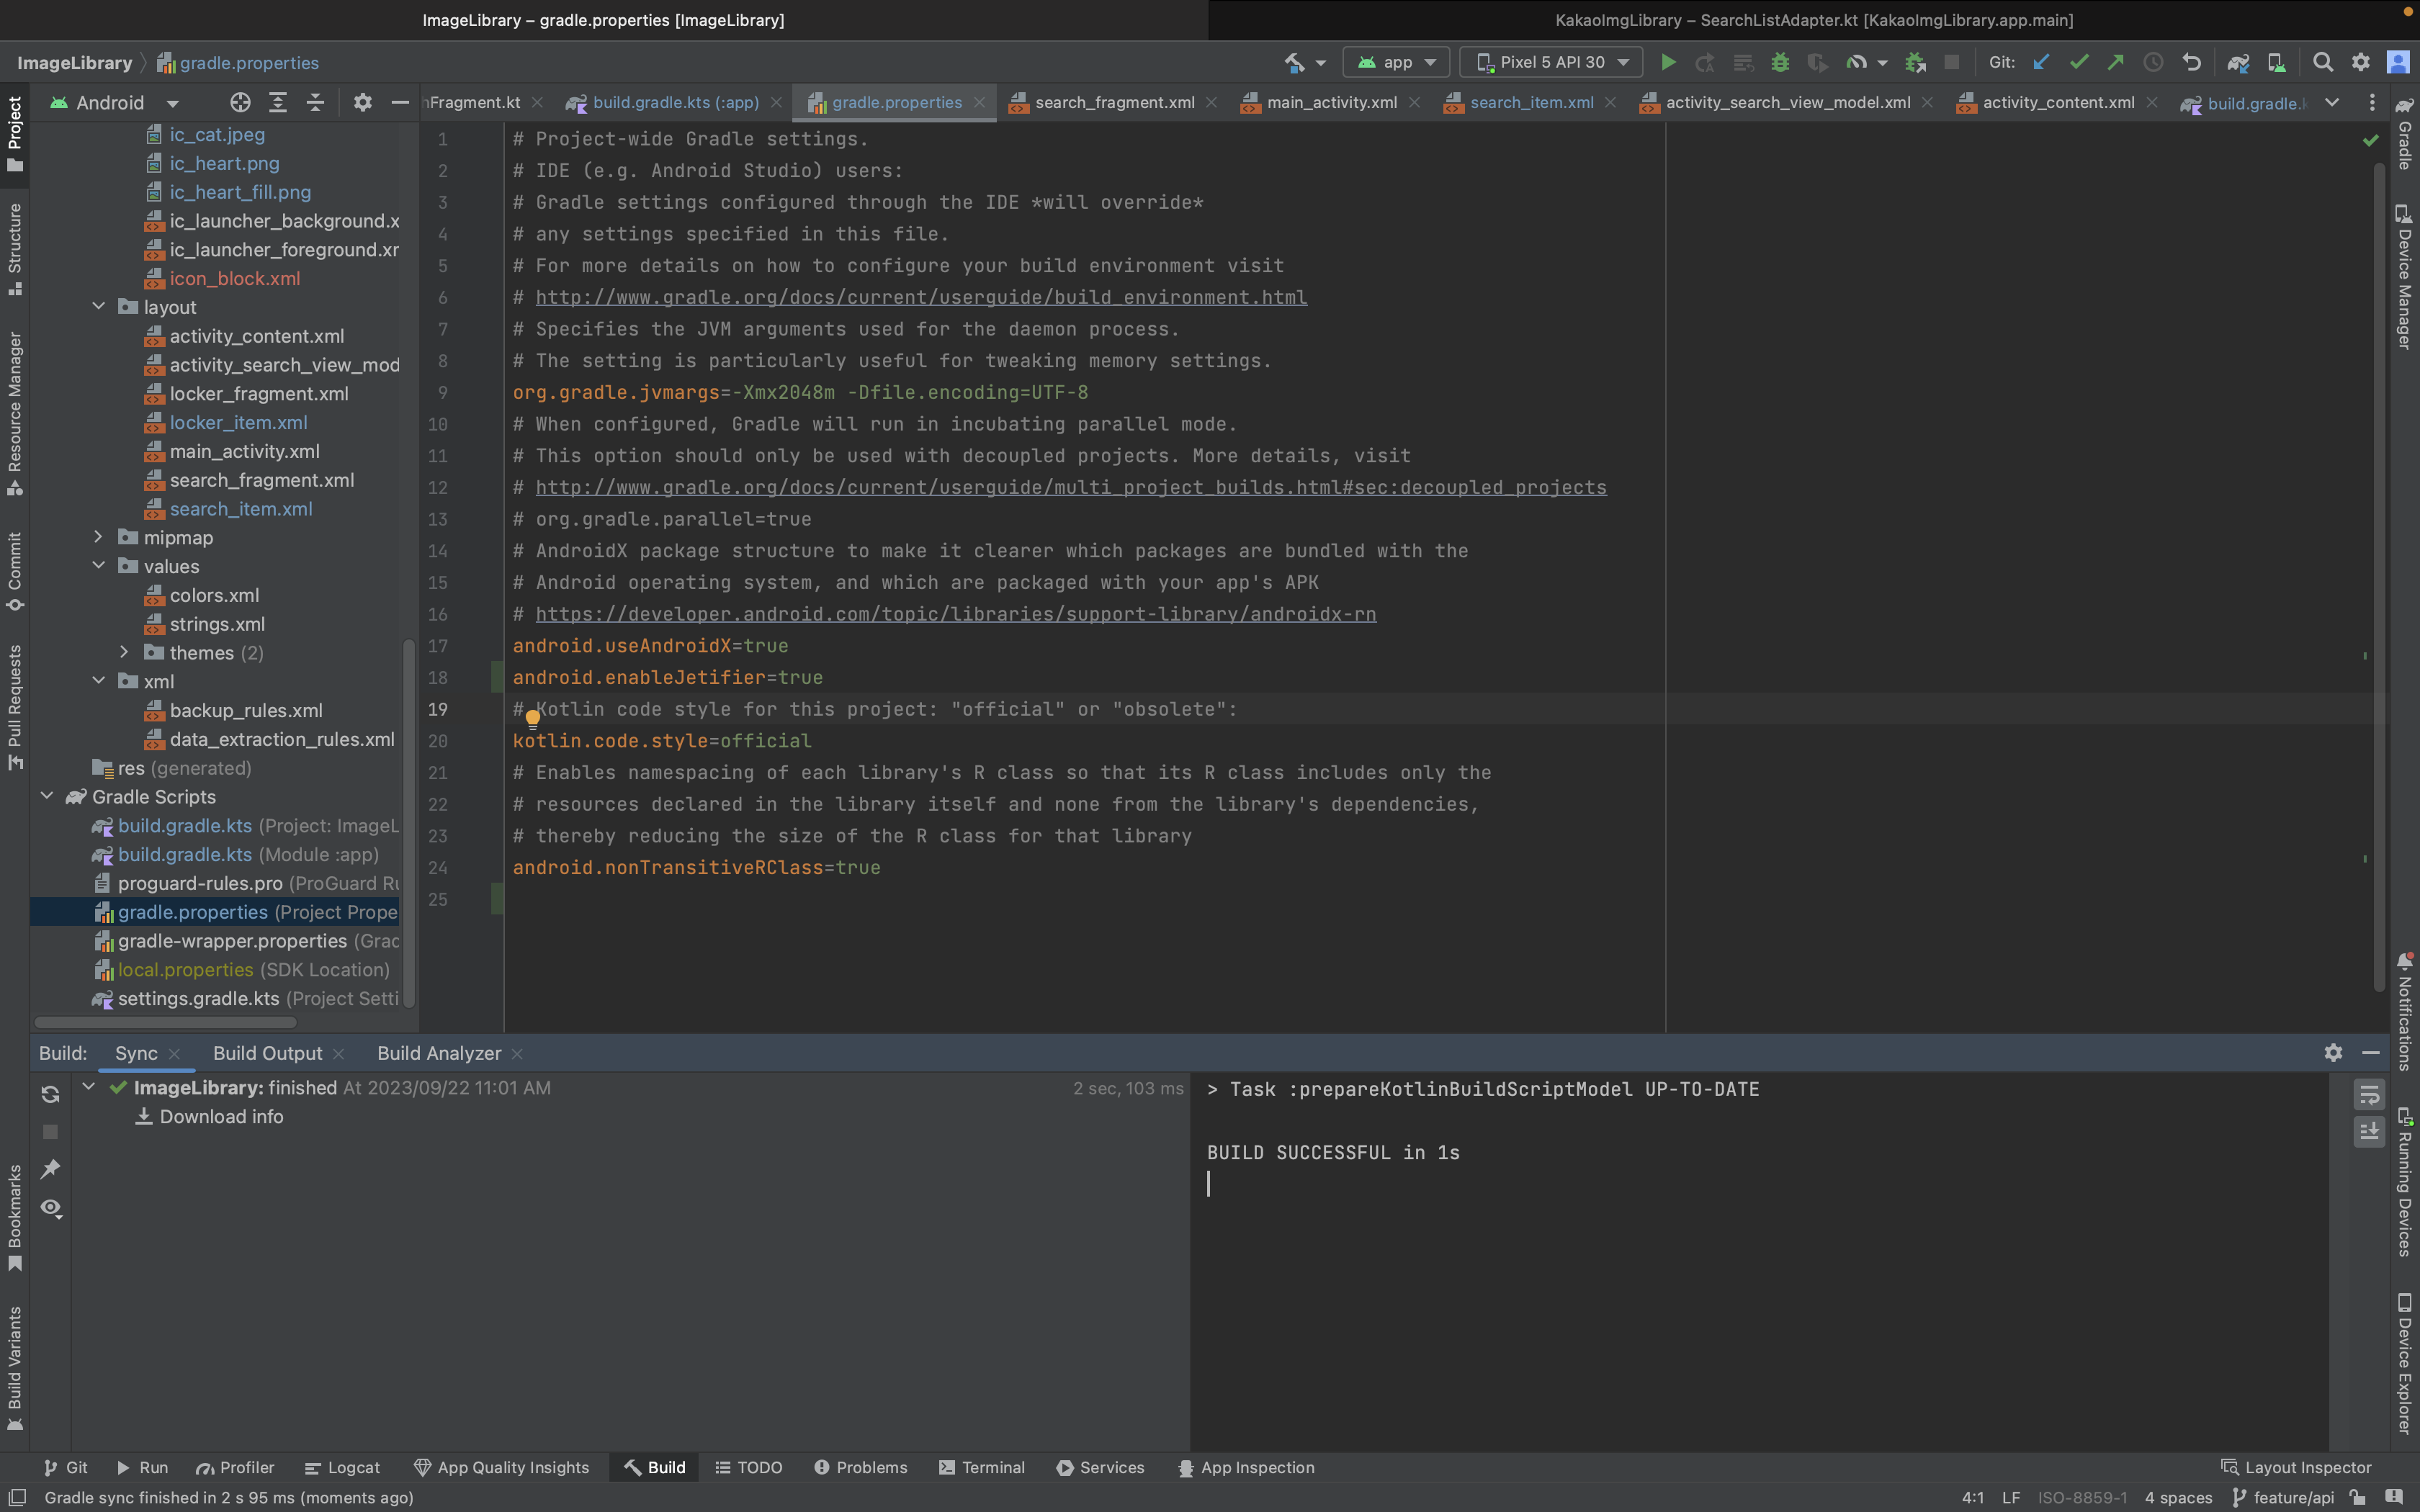 ImageLibrary – gradle.properties [ImageLibrary]
KakaoImgLibrary – SearchListAdapter.kt [KakaoImgLibrary.app.main]
ImageLibrary
gradle.properties
app
Pixel 5 API 30
Git:
Android
nFragment.kt
build.gradle.kts (:app)
gradle.properties
search_fragment.xml
main_activity.xml
search_item.xml
activity_search_view_model.xml
activity_content.xml
build.gradle.k
Project
Structure
Resource Manager
Commit
Pull Requests
Bookmarks
Build Variants
ic_cat.jpeg
ic_heart.png
ic_heart_fill.png
ic_launcher_background.x
ic_launcher_foreground.xr
icon_block.xml
layout
activity_content.xml
activity_search_view_mod
locker_fragment.xml
locker_item.xml
main_activity.xml
search_fragment.xml
search_item.xml
mipmap
values
colors.xml
strings.xml
themes (2)
xml
backup_rules.xml
data_extraction_rules.xml
res (generated)
Gradle Scripts
build.gradle.kts (Project: ImageL
build.gradle.kts (Module :app)
proguard-rules.pro (ProGuard Ru
gradle.properties (Project Prope
gradle-wrapper.properties (Grad
local.properties (SDK Location)
settings.gradle.kts (Project Setti
1 # Project-wide Gradle settings.
2 # IDE (e.g. Android Studio) users:
3 # Gradle settings configured through the IDE *will override*
4 # any settings specified in this file.
5 # For more details on how to configure your build environment visit
6 # http://www.gradle.org/docs/current/userguide/build_environment.html
7 # Specifies the JVM arguments used for the daemon process.
8 # The setting is particularly useful for tweaking memory settings.
9 org.gradle.jvmargs=-Xmx2048m -Dfile.encoding=UTF-8
10 # When configured, Gradle will run in incubating parallel mode.
11 # This option should only be used with decoupled projects. More details, visit
12 # http://www.gradle.org/docs/current/userguide/multi_project_builds.html#sec:decoupled_projects
13 # org.gradle.parallel=true
14 # AndroidX package structure to make it clearer which packages are bundled with the
15 # Android operating system, and which are packaged with your app's APK
16 # https://developer.android.com/topic/libraries/support-library/androidx-rn
17 android.useAndroidX=true
18 android.enableJetifier=true
19 # Kotlin code style for this project: "official" or "obsolete":
20 kotlin.code.style=official
21 # Enables namespacing of each library's R class so that its R class includes only the
22 # resources declared in the library itself and none from the library's dependencies,
23 # thereby reducing the size of the R class for that library
24 android.nonTransitiveRClass=true
25
Gradle
Device Manager
Notifications
Running Devices
Device Explorer
Build:
Sync
Build Output
Build Analyzer
ImageLibrary: finished At 2023/09/22 11:01 AM
2 sec, 103 ms
Download info
> Task :prepareKotlinBuildScriptModel UP-TO-DATE
BUILD SUCCESSFUL in 1s
Git
Run
Profiler
Logcat
App Quality Insights
Build
TODO
Problems
Terminal
Services
App Inspection
Layout Inspector
Gradle sync finished in 2 s 95 ms (moments ago)
4:1
LF
ISO-8859-1
4 spaces
feature/api